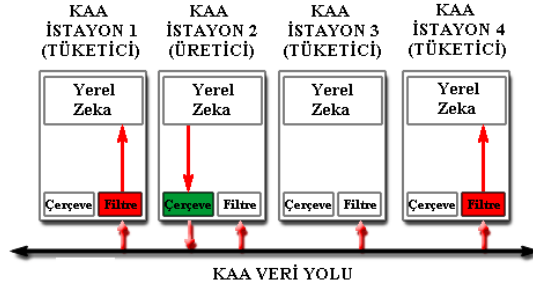 KAA
İSTAYON 1
(TÜKETİCİ)
KAA
İSTAYON 2
(ÜRETİCİ)
KAA
İSTAYON 3
(TÜKETİCİ)
KAA
İSTAYON 4
(TÜKETİCİ)
Yerel
Zeka
Yerel
Zeka
Yerel
Zeka
Yerel
Zeka
Çerçeve Filtre
Çerçeve Filtre
Çerçeve Filtre
Çerçeve Filtre
KAA VERİ YOLU